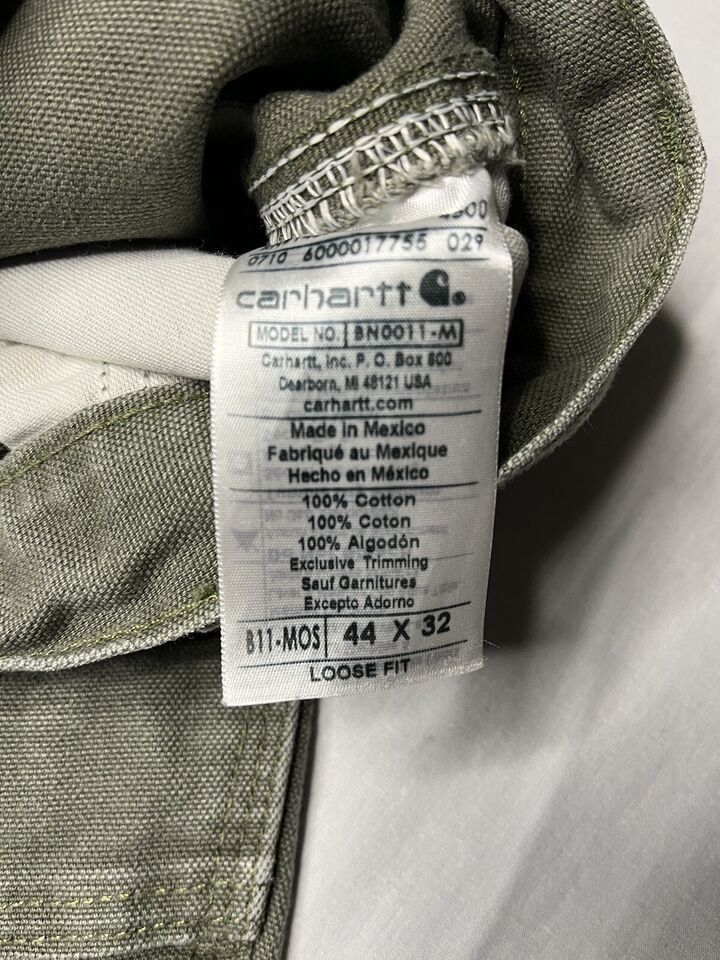 0710 6000017755 029
carhartt
MODEL NO. BN0011-M
Carhartt, Inc. P. O. Box 600
Dearborn, MI 48121 USA
carhartt.com
Made in Mexico
Fabriqué au Mexique
Hecho en México
100% Cotton
100% Coton
100% Algodón
Exclusive Trimming
Sauf Garnitures
Excepto Adorno
B11-MOS 44 X 32
LOOSE FIT